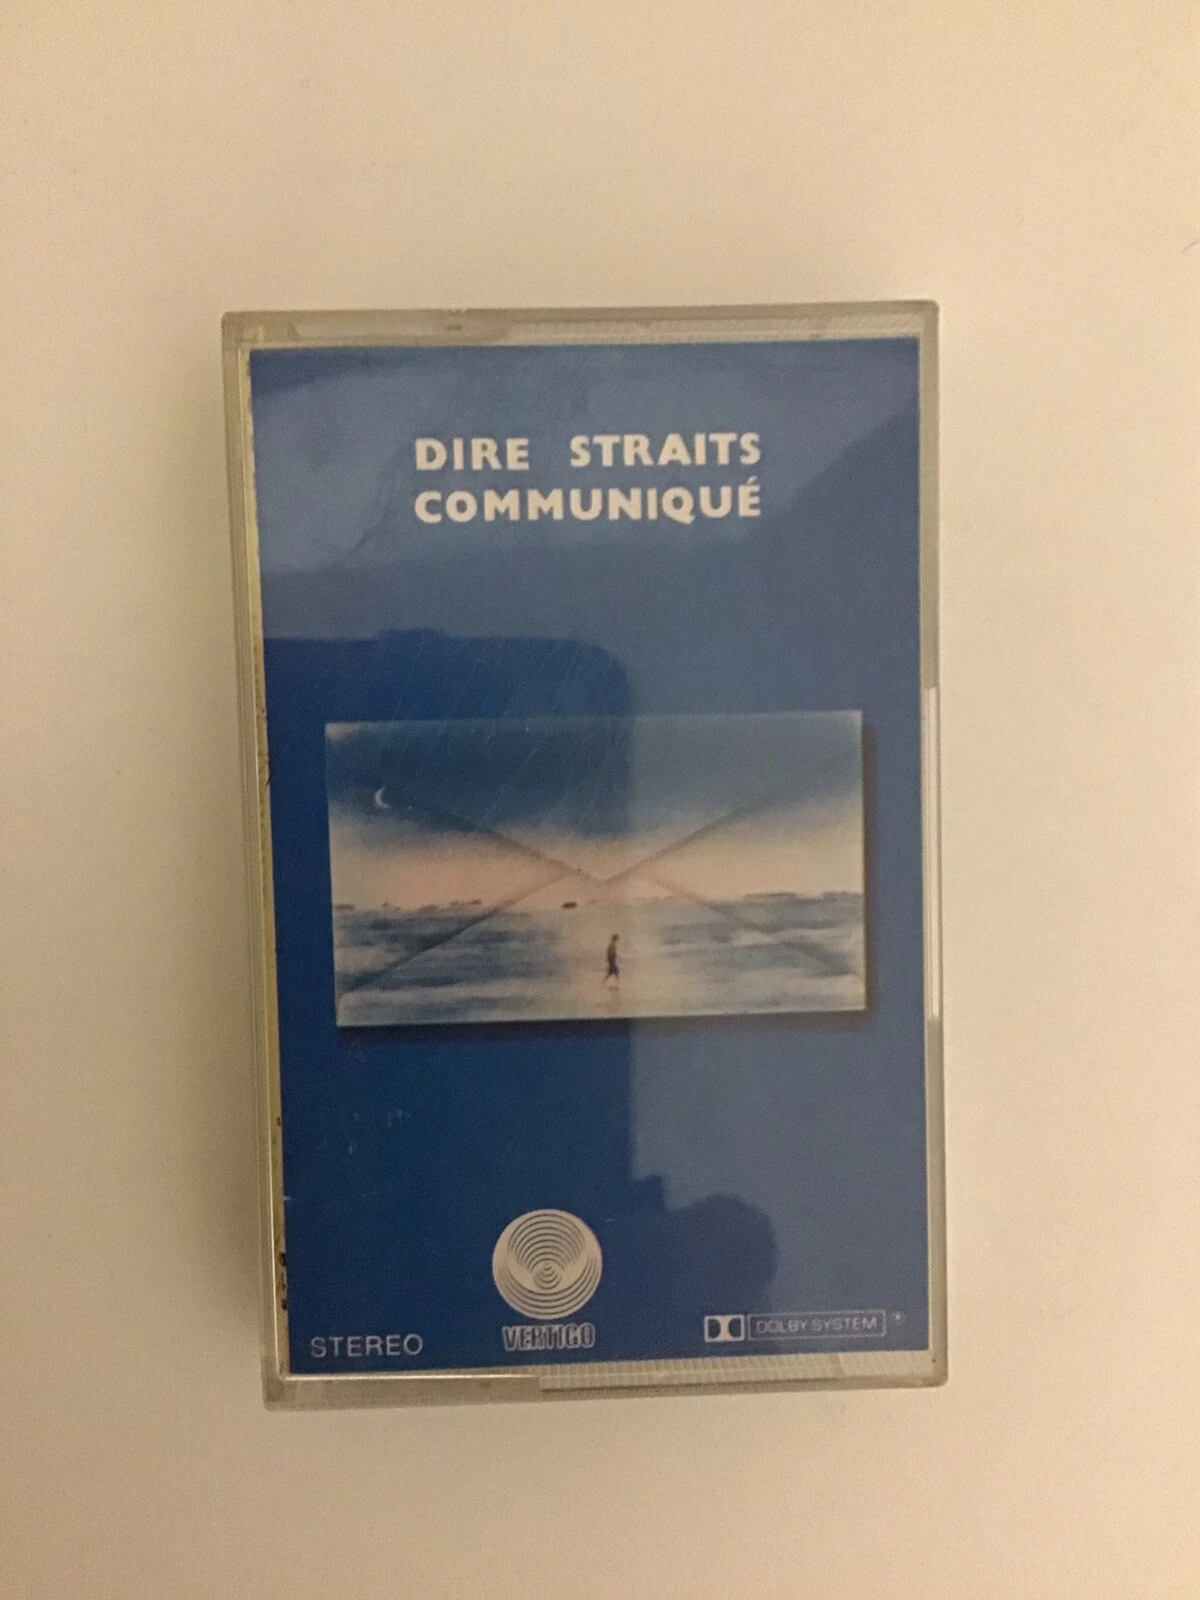 DIRE STRAITS
COMMUNIQUÉ
VERTIGO
STEREO
DOLBY SYSTEM